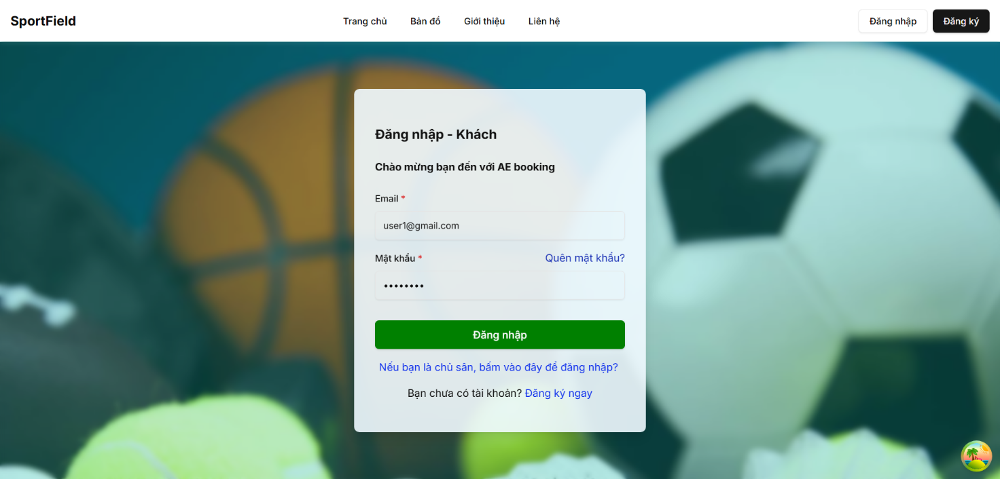 SportField
Trang chủ Bản đồ Giới thiệu Liên hệ
Đăng nhập Đăng ký
Đăng nhập - Khách
Chào mừng bạn đến với AE booking
Email *
user1@gmail.com
Mật khẩu * Quên mật khẩu?
••••••••
Đăng nhập
Nếu bạn là chủ sân, bấm vào đây để đăng nhập?
Bạn chưa có tài khoản? Đăng ký ngay